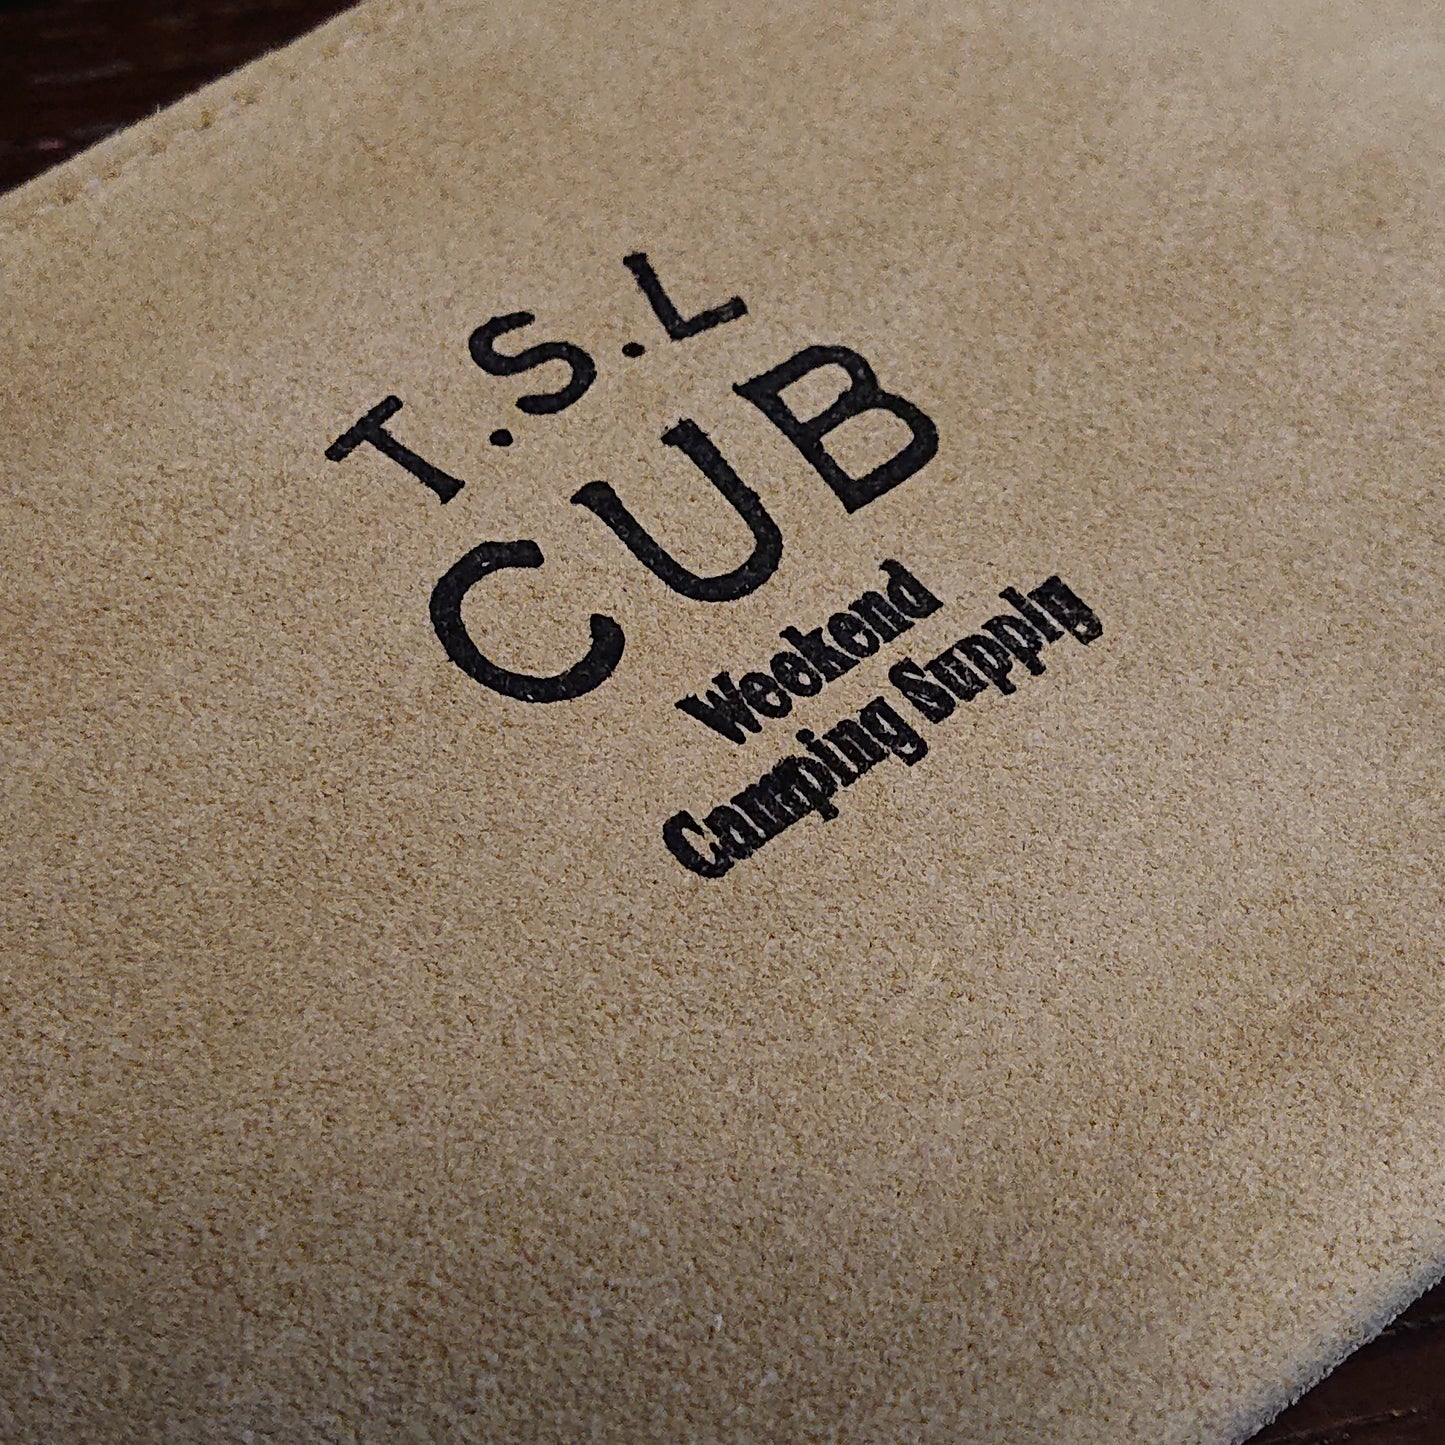 T.S.L
CUB
Weekend
Camping Supply